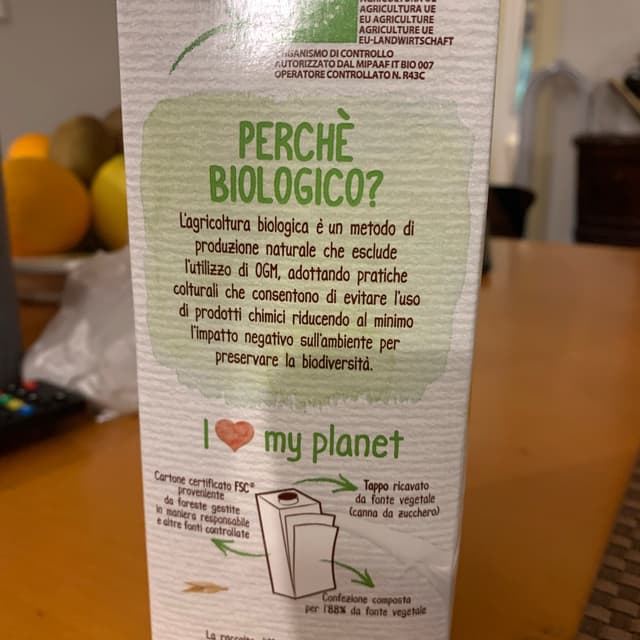 AGRICOLTURA UE
AGRICULTURA UE
EU AGRICULTURE
AGRICULTURE UE
EU-LANDWIRTSCHAFT
ORGANISMO DI CONTROLLO
AUTORIZZATO DAL MIPAAF IT BIO 007
OPERATORE CONTROLLATO N. R43C
PERCHÈ
BIOLOGICO?
L'agricoltura biologica è un metodo di
produzione naturale che esclude
l'utilizzo di OGM, adottando pratiche
colturali che consentono di evitare l'uso
di prodotti chimici riducendo al minimo
l'impatto negativo sull'ambiente per
preservare la biodiversità.
I ❤ my planet
Cartone certificato FSC®
proveniente
da foreste gestite
in maniera responsabile
e altre fonti controllate
Tappo ricavato
da fonte vegetale
(canna da zucchero)
Confezione composta
per l'88% da fonte vegetale
La raccolta